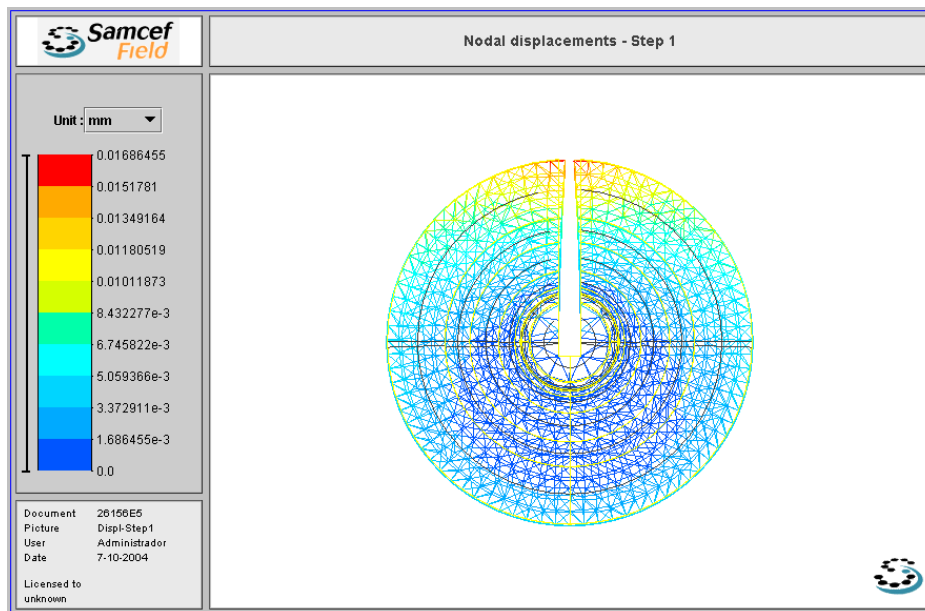 Samcef
Field
Nodal displacements - Step 1
Unit : mm
0.01686455
0.0151781
0.01349164
0.01180519
0.01011873
8.432277e-3
6.745822e-3
5.059366e-3
3.372911e-3
1.686455e-3
0.0
Document 26156E5
Picture Displ-Step1
User Administrador
Date 7-10-2004
Licensed to
unknown